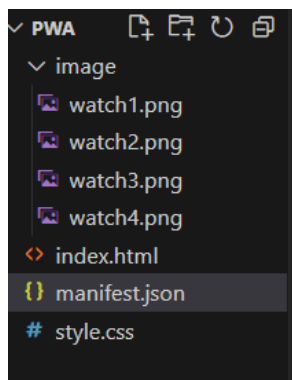 PWA
image
watch1.png
watch2.png
watch3.png
watch4.png
<> index.html
{} manifest.json
# style.css